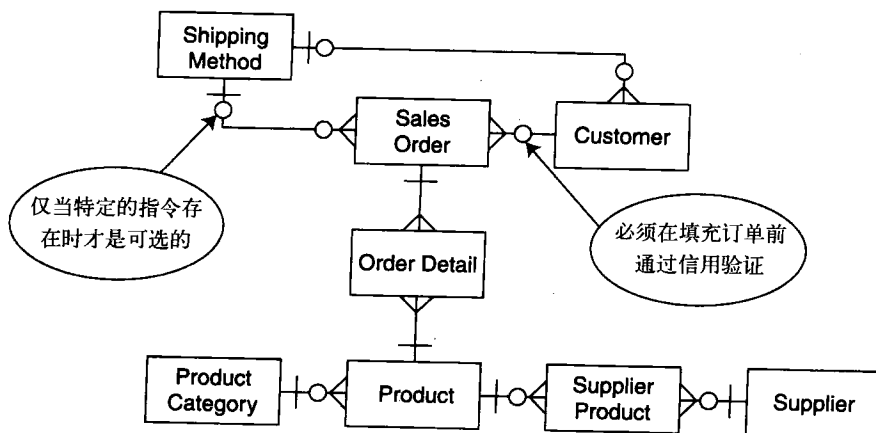 Shipping
Method
Sales
Order
Customer
仅当特定的指令存
在时才是可选的
必须在填充订单前
通过信用验证
Order Detail
Product
Category
Product
Supplier
Product
Supplier